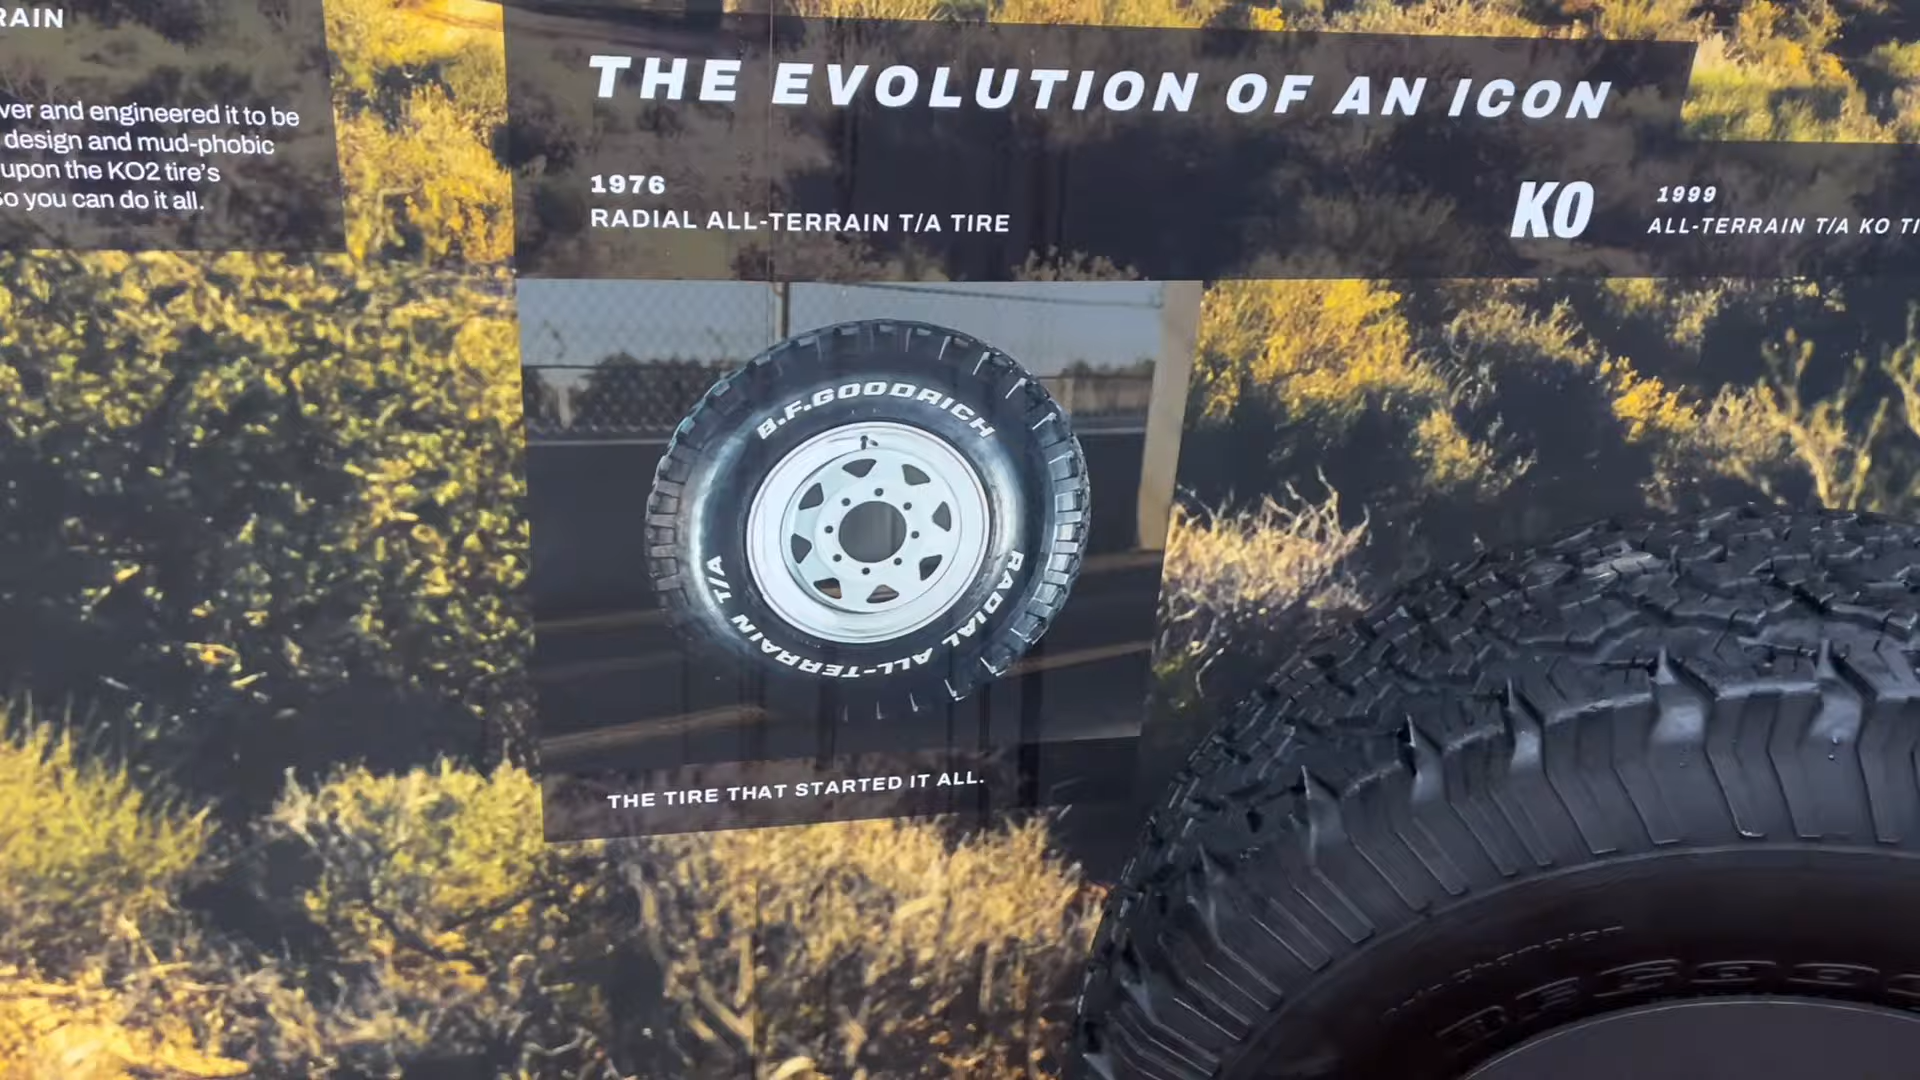 RAIN
ver and engineered it to be
design and mud-phobic
upon the KO2 tire's
so you can do it all.
THE EVOLUTION OF AN ICON
1976
RADIAL ALL-TERRAIN T/A TIRE
KO
1999
ALL-TERRAIN T/A KO TI
B.F.GOODRICH
RADIAL ALL-TERRAIN T/A
THE TIRE THAT STARTED IT ALL.